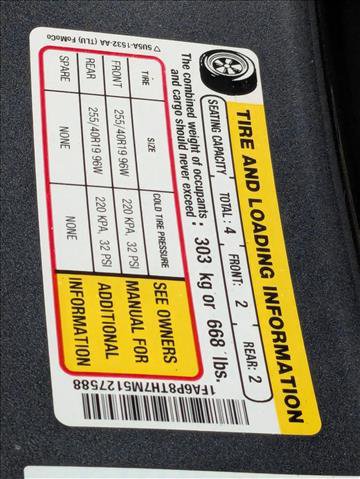 TIRE AND LOADING INFORMATION
SEATING CAPACITY TOTAL: 4 FRONT: 2 REAR: 2
The combined weight of occupants and cargo should never exceed : 303 kg or 668 lbs.
TIRE SIZE COLD TIRE PRESSURE
FRONT 255/40R19 96W 220 KPA, 32 PSI
REAR 255/40R19 96W 220 KPA, 32 PSI
SPARE NONE NONE
SEE OWNERS
MANUAL FOR
ADDITIONAL
INFORMATION
5U5A-1532-AA (TLU) FoMoCo
1FA6P8TH7M5127588